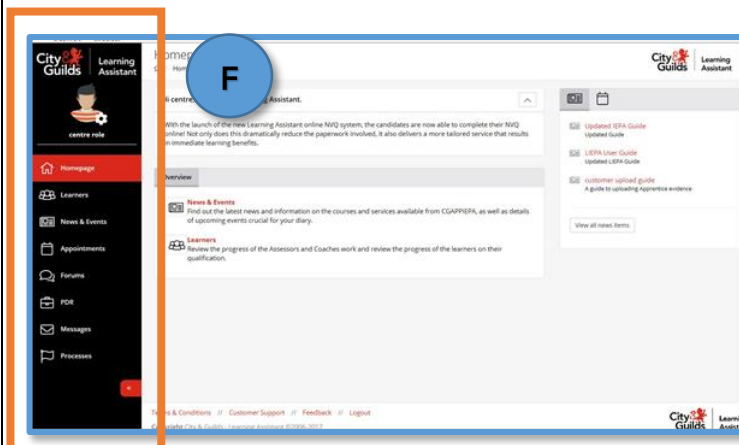 City & Guilds
Learning Assistant
centre role
Homepage
Learners
News & Events
Appointments
Forums
PDR
Messages
Processes
«
F
Home
Hi centre
Assistant.
With the launch of the new Learning Assistant online NVQ system, the candidates are now able to complete their NVQ
online! Not only does this dramatically reduce the paperwork involved, it also delivers a more tailored service that results
in immediate learning benefits.
Overview
News & Events
Find out the latest news and information on the courses and services available from CGAPPIEPA, as well as details
of upcoming events crucial for your diary.
Learners
Review the progress of the Assessors and Coaches work and review the progress of the learners on their
qualification.
City & Guilds
Learning Assistant
Updated IEPA Guide
Updated Guide
LIEPA User Guide
Updated LIEPA Guide
customer upload guide
A guide to uploading Apprentice evidence
View all news items
Terms & Conditions // Customer Support // Feedback // Logout
Copyright City & Guilds - Learning Assistant ©2006-2017
City & Guilds